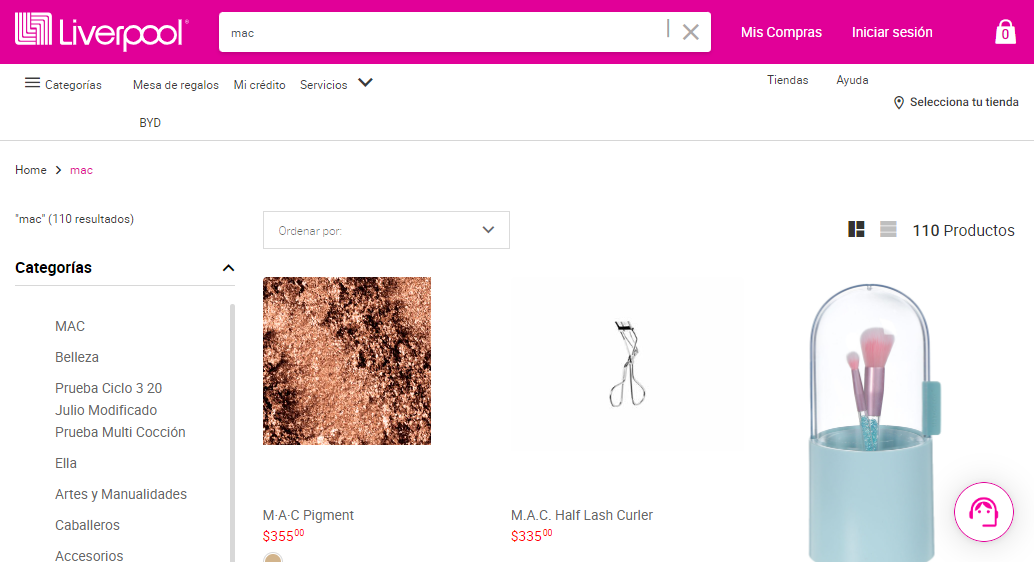 Liverpool
mac
Mis Compras
Iniciar sesión
0
Categorías
Mesa de regalos
Mi crédito
Servicios
Tiendas
Ayuda
Selecciona tu tienda
BYD
Home > mac
"mac" (110 resultados)
Ordenar por:
110 Productos
Categorías
MAC
Belleza
Prueba Ciclo 3 20
Julio Modificado
Prueba Multi Cocción
Ella
Artes y Manualidades
Caballeros
Accesorios
M·A·C Pigment
$355.00
M.A.C. Half Lash Curler
$335.00